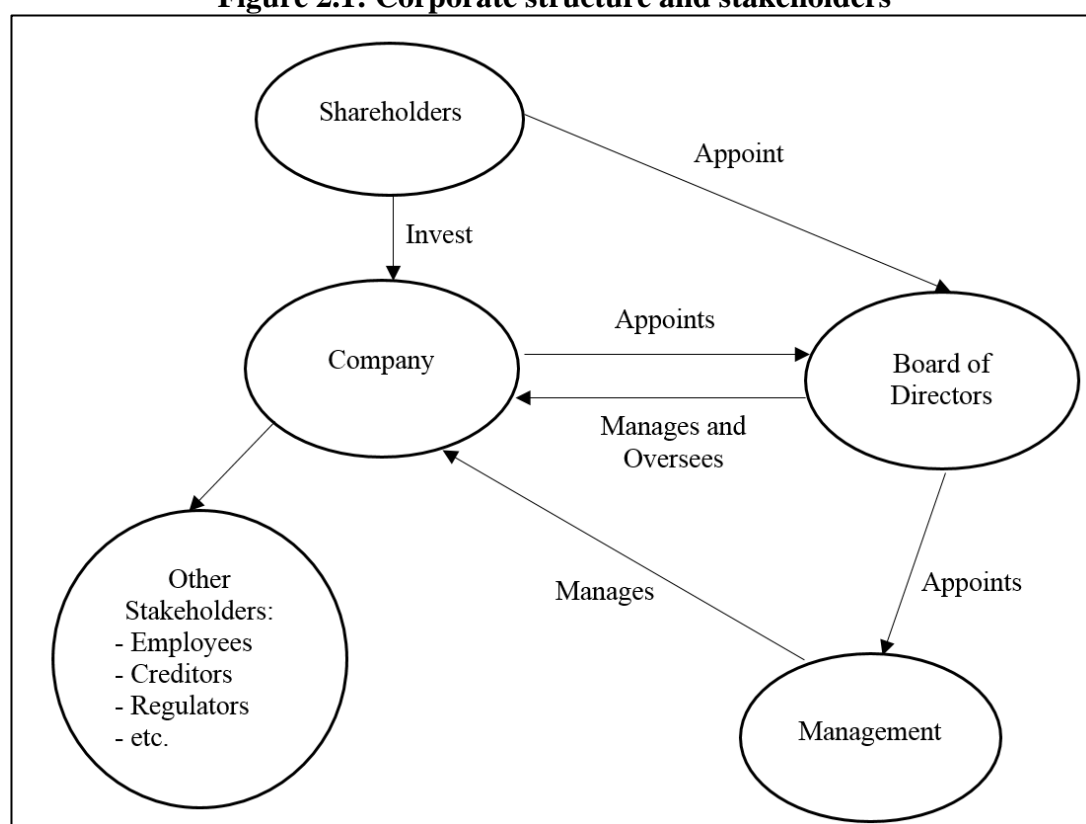 Figure 2.1: Corporate structure and stakeholders
Shareholders
Appoint
Invest
Company
Appoints
Board of
Directors
Manages and
Oversees
Other
Stakeholders:
- Employees
- Creditors
- Regulators
- etc.
Manages
Appoints
Management